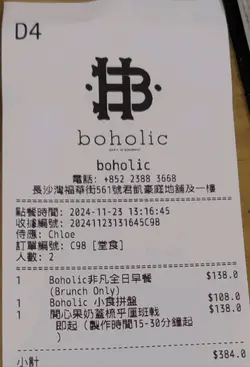 D4
boholic
boholic
電話: +852 2388 3668
長沙灣福華街561號君凱豪庭地舖及一樓
點餐時間: 2024-11-23 13:16:45
收據編號: 20241123131645C98
侍應: Chloe
訂單編號: C98 [堂食]
人數: 2
1 Boholic非凡全日早餐 $138.0
(Brunch Only)
1 Boholic 小食拼盤 $108.0
1 開心果奶蓋梳乎厘班戟 $138.0
即起（製作時間15-30分鐘起
)
小計 $384.0